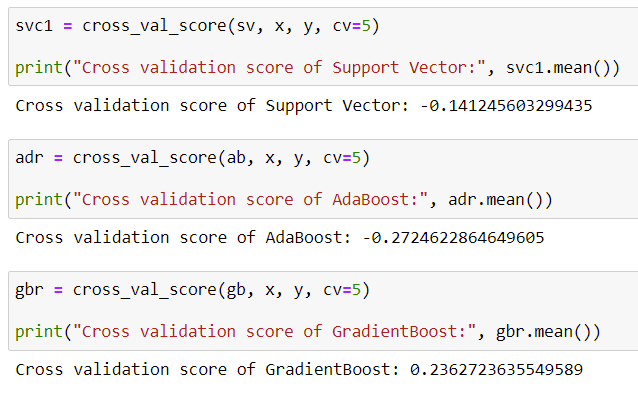 svc1 = cross_val_score(sv, x, y, cv=5)
print("Cross validation score of Support Vector:", svc1.mean())
Cross validation score of Support Vector: -0.141245603299435
adr = cross_val_score(ab, x, y, cv=5)
print("Cross validation score of AdaBoost:", adr.mean())
Cross validation score of AdaBoost: -0.2724622864649605
gbr = cross_val_score(gb, x, y, cv=5)
print("Cross validation score of GradientBoost:", gbr.mean())
Cross validation score of GradientBoost: 0.2362723635549589